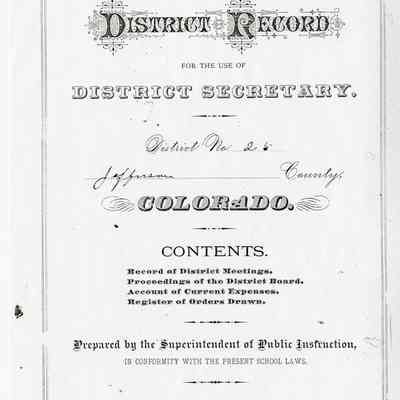 DISTRICT RECORD
FOR THE USE OF
DISTRICT SECRETARY.
District No 25
Jefferson County,
COLORADO.
CONTENTS.
Record of District Meetings.
Proceedings of the District Board.
Account of Current Expenses.
Register of Orders Drawn.
Prepared by the Superintendent of Public Instruction,
IN CONFORMITY WITH THE PRESENT SCHOOL LAWS.